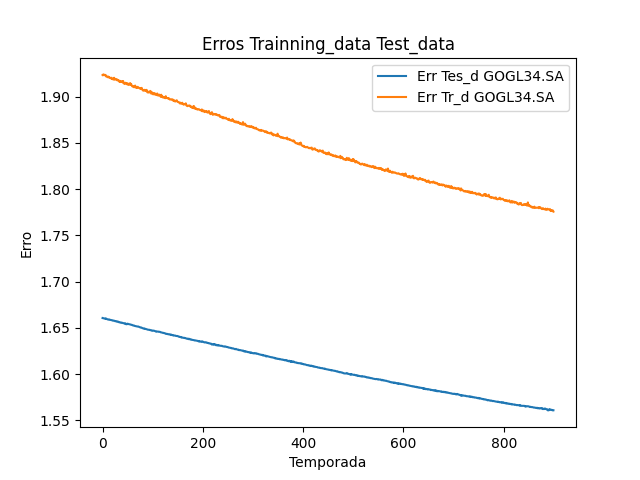 Erros Trainning_data Test_data
Err Tes_d GOGL34.SA
Err Tr_d GOGL34.SA
1.90
1.85
1.80
1.75
1.70
1.65
1.60
1.55
Erro
0 200 400 600 800
Temporada